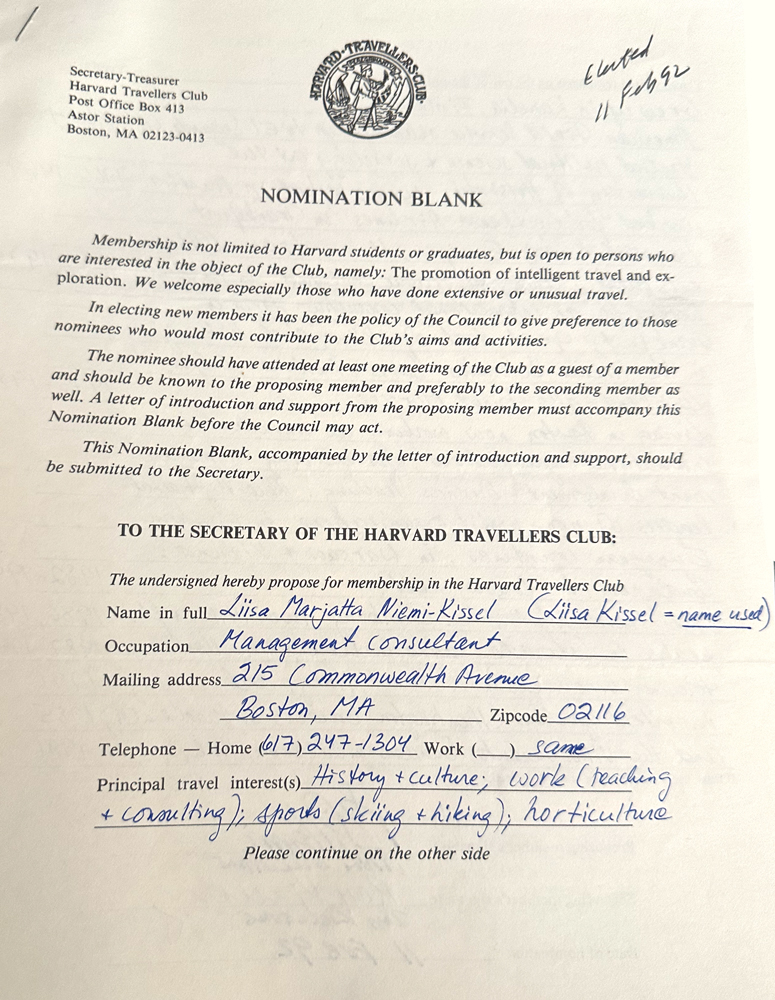 Secretary-Treasurer
Harvard Travellers Club
Post Office Box 413
Astor Station
Boston, MA 02123-0413
HARVARD·TRAVELLERS·CLUB·
Elected
11 Feb 92
NOMINATION BLANK
Membership is not limited to Harvard students or graduates, but is open to persons who
are interested in the object of the Club, namely: The promotion of intelligent travel and ex-
ploration. We welcome especially those who have done extensive or unusual travel.
In electing new members it has been the policy of the Council to give preference to those
nominees who would most contribute to the Club's aims and activities.
The nominee should have attended at least one meeting of the Club as a guest of a member
and should be known to the proposing member and preferably to the seconding member as
well. A letter of introduction and support from the proposing member must accompany this
Nomination Blank before the Council may act.
This Nomination Blank, accompanied by the letter of introduction and support, should
be submitted to the Secretary.
TO THE SECRETARY OF THE HARVARD TRAVELLERS CLUB:
The undersigned hereby propose for membership in the Harvard Travellers Club
Name in full Liisa Marjatta Niemi-Kissel (Liisa Kissel = name used)
Occupation Management consultant
Mailing address 215 Commonwealth Avenue
Boston, MA Zipcode 02116
Telephone — Home (617) 247-1304 Work ( ) same
Principal travel interest(s) History + culture; work (teaching
+ consulting); sports (skiing + hiking); horticulture
Please continue on the other side